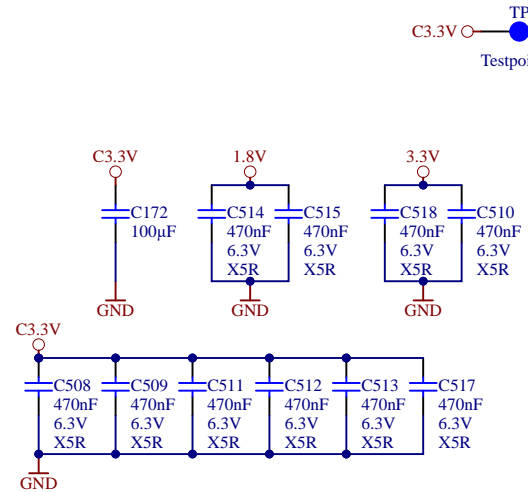 TP
C3.3V
Testpoi
C3.3V
C172
100µF
GND
1.8V
C514
470nF
6.3V
X5R
C515
470nF
6.3V
X5R
GND
3.3V
C518
470nF
6.3V
X5R
C510
470nF
6.3V
X5R
GND
C3.3V
C508
470nF
6.3V
X5R
C509
470nF
6.3V
X5R
C511
470nF
6.3V
X5R
C512
470nF
6.3V
X5R
C513
470nF
6.3V
X5R
C517
470nF
6.3V
X5R
GND